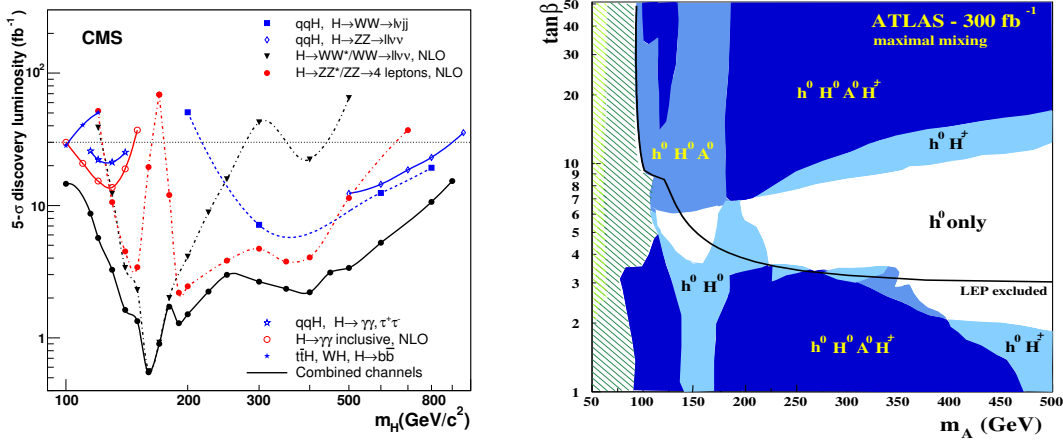 CMS
qqH, H→WW→lνjj
qqH, H→ZZ→llνν
H→WW*/WW→llνν, NLO
H→ZZ*/ZZ→4 leptons, NLO
5-σ discovery luminosity (fb⁻¹)
10²
10
1
qqH, H→γγ, τ⁺τ⁻
H→γγ inclusive, NLO
tt̄H, WH, H→bb̄
Combined channels
100 200 300 400 500 800
m_H(GeV/c²)
tanβ
50
40
30
20
10
9
8
7
6
5
4
3
2
1
ATLAS - 300 fb⁻¹
maximal mixing
h⁰ H⁰ A⁰ H±
h⁰ H±
h⁰ H⁰ A⁰
h⁰ only
h⁰ H⁰
LEP excluded
h⁰ H⁰ A⁰ H±
h⁰ H±
50 100 150 200 250 300 350 400 450 500
m_A (GeV)